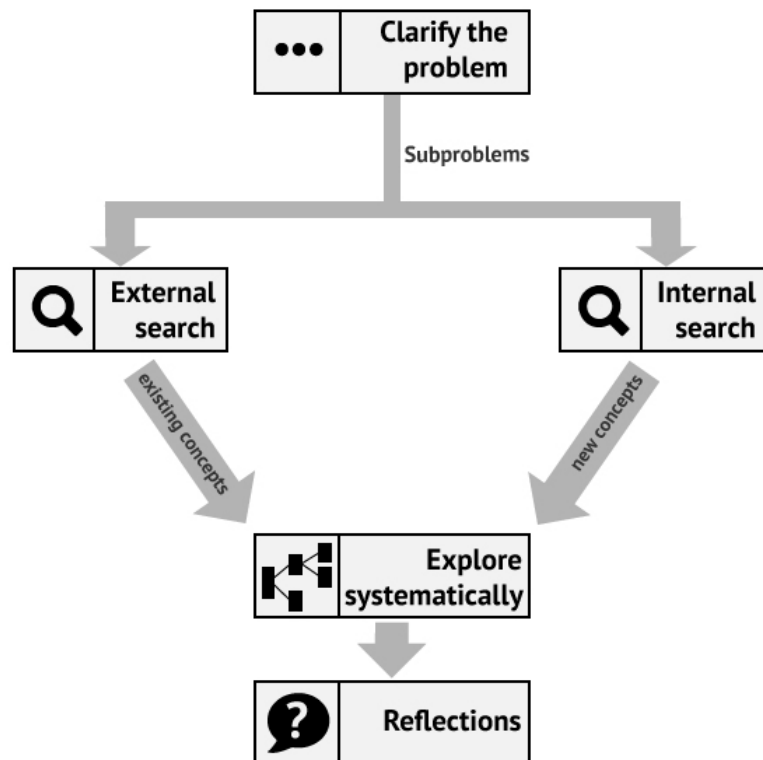 Clarify the
problem
Subproblems
External
search
Internal
search
existing concepts
new concepts
Explore
systematically
?
Reflections